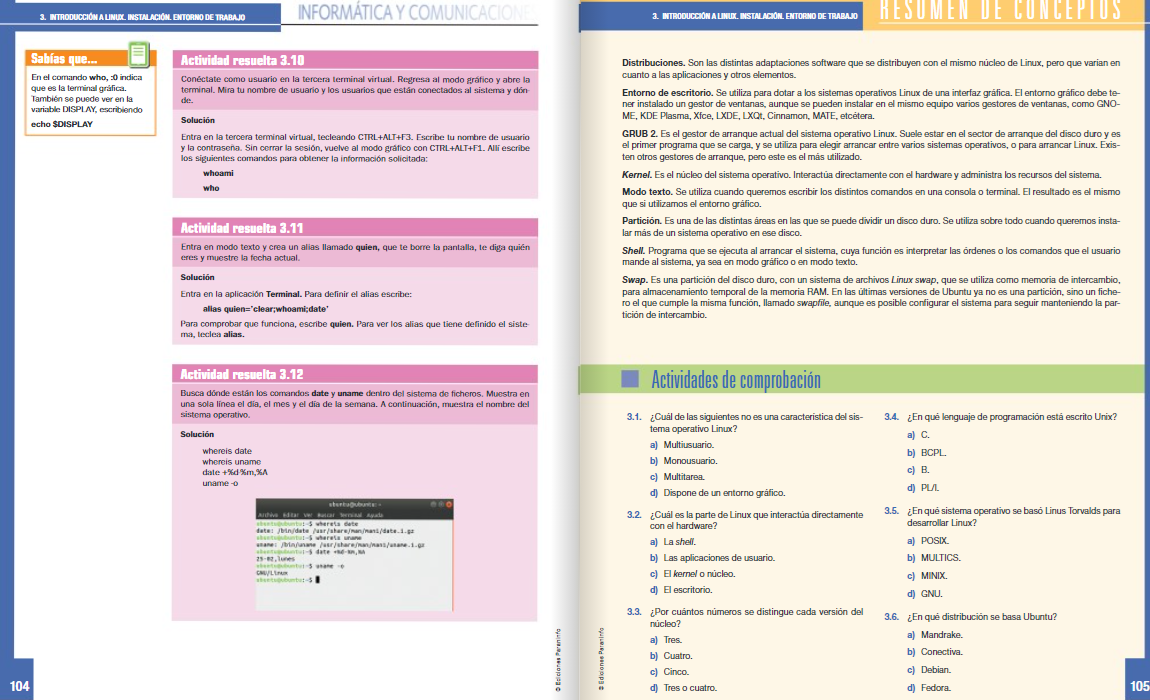 3. INTRODUCCIÓN A LINUX. INSTALACIÓN. ENTORNO DE TRABAJO
INFORMÁTICA Y COMUNICACIONES
Sabías que...
En el comando who, :0 indica
que es la terminal gráfica.
También se puede ver en la
variable DISPLAY, escribiendo
echo $DISPLAY
Actividad resuelta 3.10
Conéctate como usuario en la tercera terminal virtual. Regresa al modo gráfico y abre la
terminal. Mira tu nombre de usuario y los usuarios que están conectados al sistema y dón-
de.
Solución
Entra en la tercera terminal virtual, tecleando CTRL+ALT+F3. Escribe tu nombre de usuario
y la contraseña. Sin cerrar la sesión, vuelve al modo gráfico con CTRL+ALT+F1. Allí escribe
los siguientes comandos para obtener la información solicitada:
whoami
who
Actividad resuelta 3.11
Entra en modo texto y crea un alias llamado quien, que te borre la pantalla, te diga quién
eres y muestre la fecha actual.
Solución
Entra en la aplicación Terminal. Para definir el alias escribe:
alias quien='clear;whoami;date'
Para comprobar que funciona, escribe quien. Para ver los alias que tiene definido el siste-
ma, teclea alias.
Actividad resuelta 3.12
Busca dónde están los comandos date y uname dentro del sistema de ficheros. Muestra en
una sola línea el día, el mes y el día de la semana. A continuación, muestra el nombre del
sistema operativo.
Solución
whereis date
whereis uname
date +%d-%m,%A
uname -o
ubuntu@ubuntu: ~
Archivo Editar Ver Buscar Terminal Ayuda
ubuntu@ubuntu:~$ whereis date
date: /bin/date /usr/share/man/man1/date.1.gz
ubuntu@ubuntu:~$ whereis uname
uname: /bin/uname /usr/share/man/man1/uname.1.gz
ubuntu@ubuntu:~$ date +%d-%m,%A
25-02,lunes
ubuntu@ubuntu:~$ uname -o
GNU/Linux
ubuntu@ubuntu:~$
© Ediciones Paraninfo
104
3. INTRODUCCIÓN A LINUX. INSTALACIÓN. ENTORNO DE TRABAJO
RESUMEN DE CONCEPTOS
Distribuciones. Son las distintas adaptaciones software que se distribuyen con el mismo núcleo de Linux, pero que varían en
cuanto a las aplicaciones y otros elementos.
Entorno de escritorio. Se utiliza para dotar a los sistemas operativos Linux de una interfaz gráfica. El entorno gráfico debe te-
ner instalado un gestor de ventanas, aunque se pueden instalar en el mismo equipo varios gestores de ventanas, como GNO-
ME, KDE Plasma, Xfce, LXDE, LXQt, Cinnamon, MATE, etcétera.
GRUB 2. Es el gestor de arranque actual del sistema operativo Linux. Suele estar en el sector de arranque del disco duro y es
el primer programa que se carga, y se utiliza para elegir arrancar entre varios sistemas operativos, o para arrancar Linux. Exis-
ten otros gestores de arranque, pero este es el más utilizado.
Kernel. Es el núcleo del sistema operativo. Interactúa directamente con el hardware y administra los recursos del sistema.
Modo texto. Se utiliza cuando queremos escribir los distintos comandos en una consola o terminal. El resultado es el mismo
que si utilizamos el entorno gráfico.
Partición. Es una de las distintas áreas en las que se puede dividir un disco duro. Se utiliza sobre todo cuando queremos insta-
lar más de un sistema operativo en ese disco.
Shell. Programa que se ejecuta al arrancar el sistema, cuya función es interpretar las órdenes o los comandos que el usuario
mande al sistema, ya sea en modo gráfico o en modo texto.
Swap. Es una partición del disco duro, con un sistema de archivos Linux swap, que se utiliza como memoria de intercambio,
para almacenamiento temporal de la memoria RAM. En las últimas versiones de Ubuntu ya no es una partición, sino un fiche-
ro el que cumple la misma función, llamado swapfile, aunque es posible configurar el sistema para seguir manteniendo la par-
tición de intercambio.
Actividades de comprobación
3.1. ¿Cuál de las siguientes no es una característica del sis-
tema operativo Linux?
a) Multiusuario.
b) Monousuario.
c) Multitarea.
d) Dispone de un entorno gráfico.
3.2. ¿Cuál es la parte de Linux que interactúa directamente
con el hardware?
a) La shell.
b) Las aplicaciones de usuario.
c) El kernel o núcleo.
d) El escritorio.
3.3. ¿Por cuántos números se distingue cada versión del
núcleo?
a) Tres.
b) Cuatro.
c) Cinco.
d) Tres o cuatro.
3.4. ¿En qué lenguaje de programación está escrito Unix?
a) C.
b) BCPL.
c) B.
d) PL/I.
3.5. ¿En qué sistema operativo se basó Linus Torvalds para
desarrollar Linux?
a) POSIX.
b) MULTICS.
c) MINIX.
d) GNU.
3.6. ¿En qué distribución se basa Ubuntu?
a) Mandrake.
b) Conectiva.
c) Debian.
d) Fedora.
© Ediciones Paraninfo
105